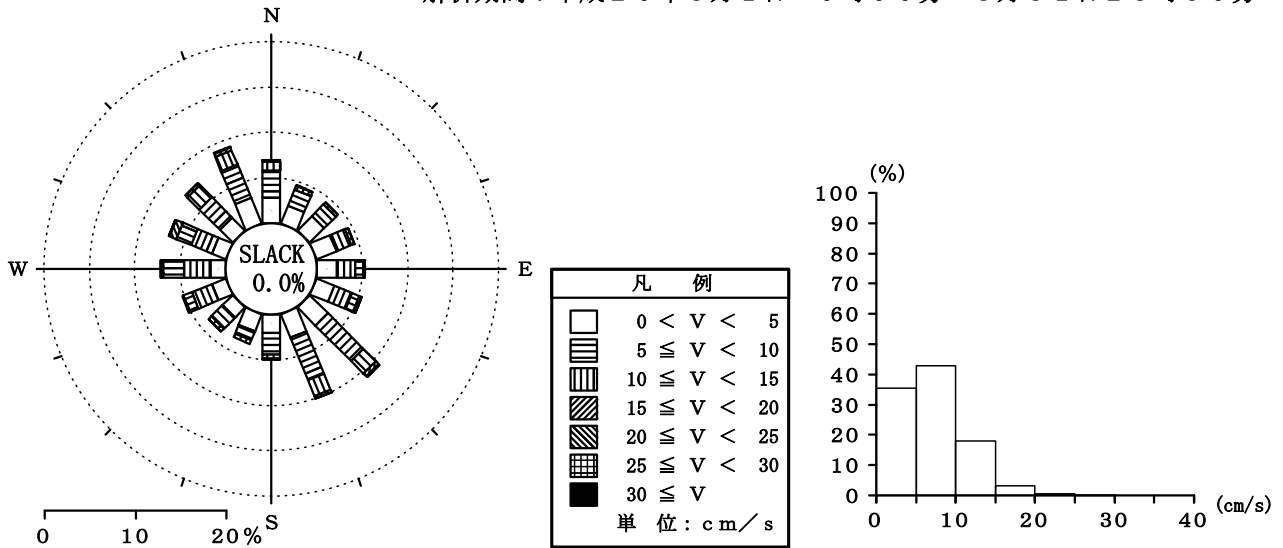 N
W
E
S
SLACK
0.0%
0 10 20%
凡 例
0 < V < 5
5 ≦ V < 10
10 ≦ V < 15
15 ≦ V < 20
20 ≦ V < 25
25 ≦ V < 30
30 ≦ V
単 位:cm/s
(%)
100
90
80
70
60
50
40
30
20
10
0
0 10 20 30 40 (cm/s)